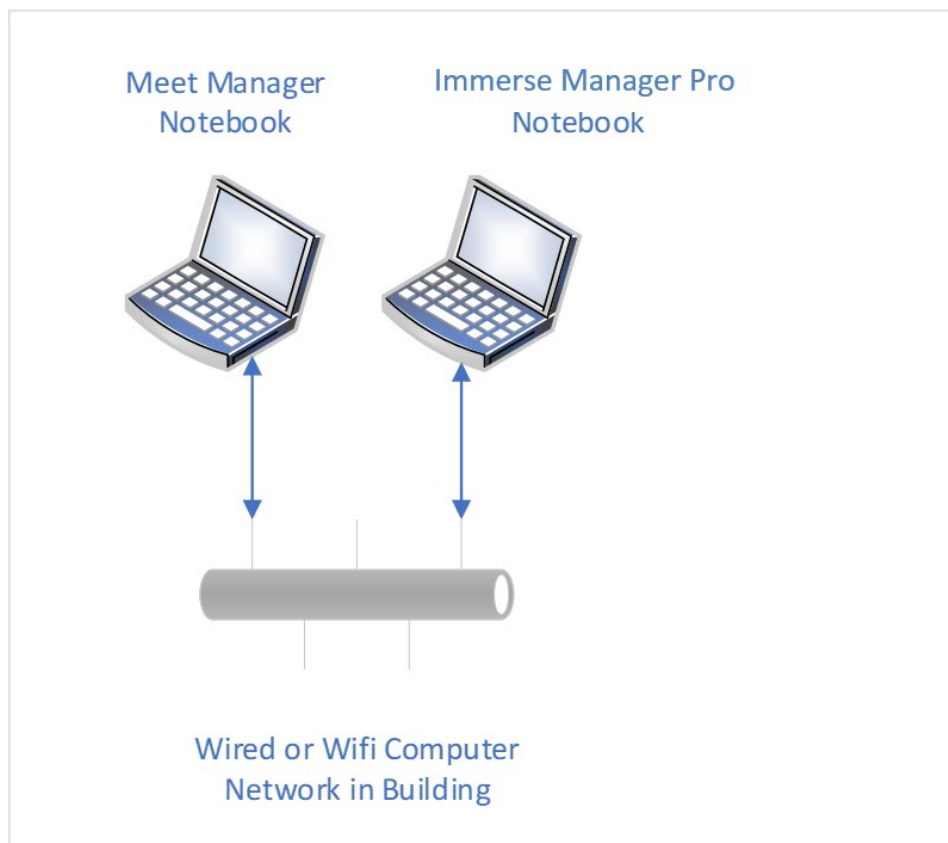 Meet Manager
Notebook
Immerse Manager Pro
Notebook
Wired or Wifi Computer
Network in Building